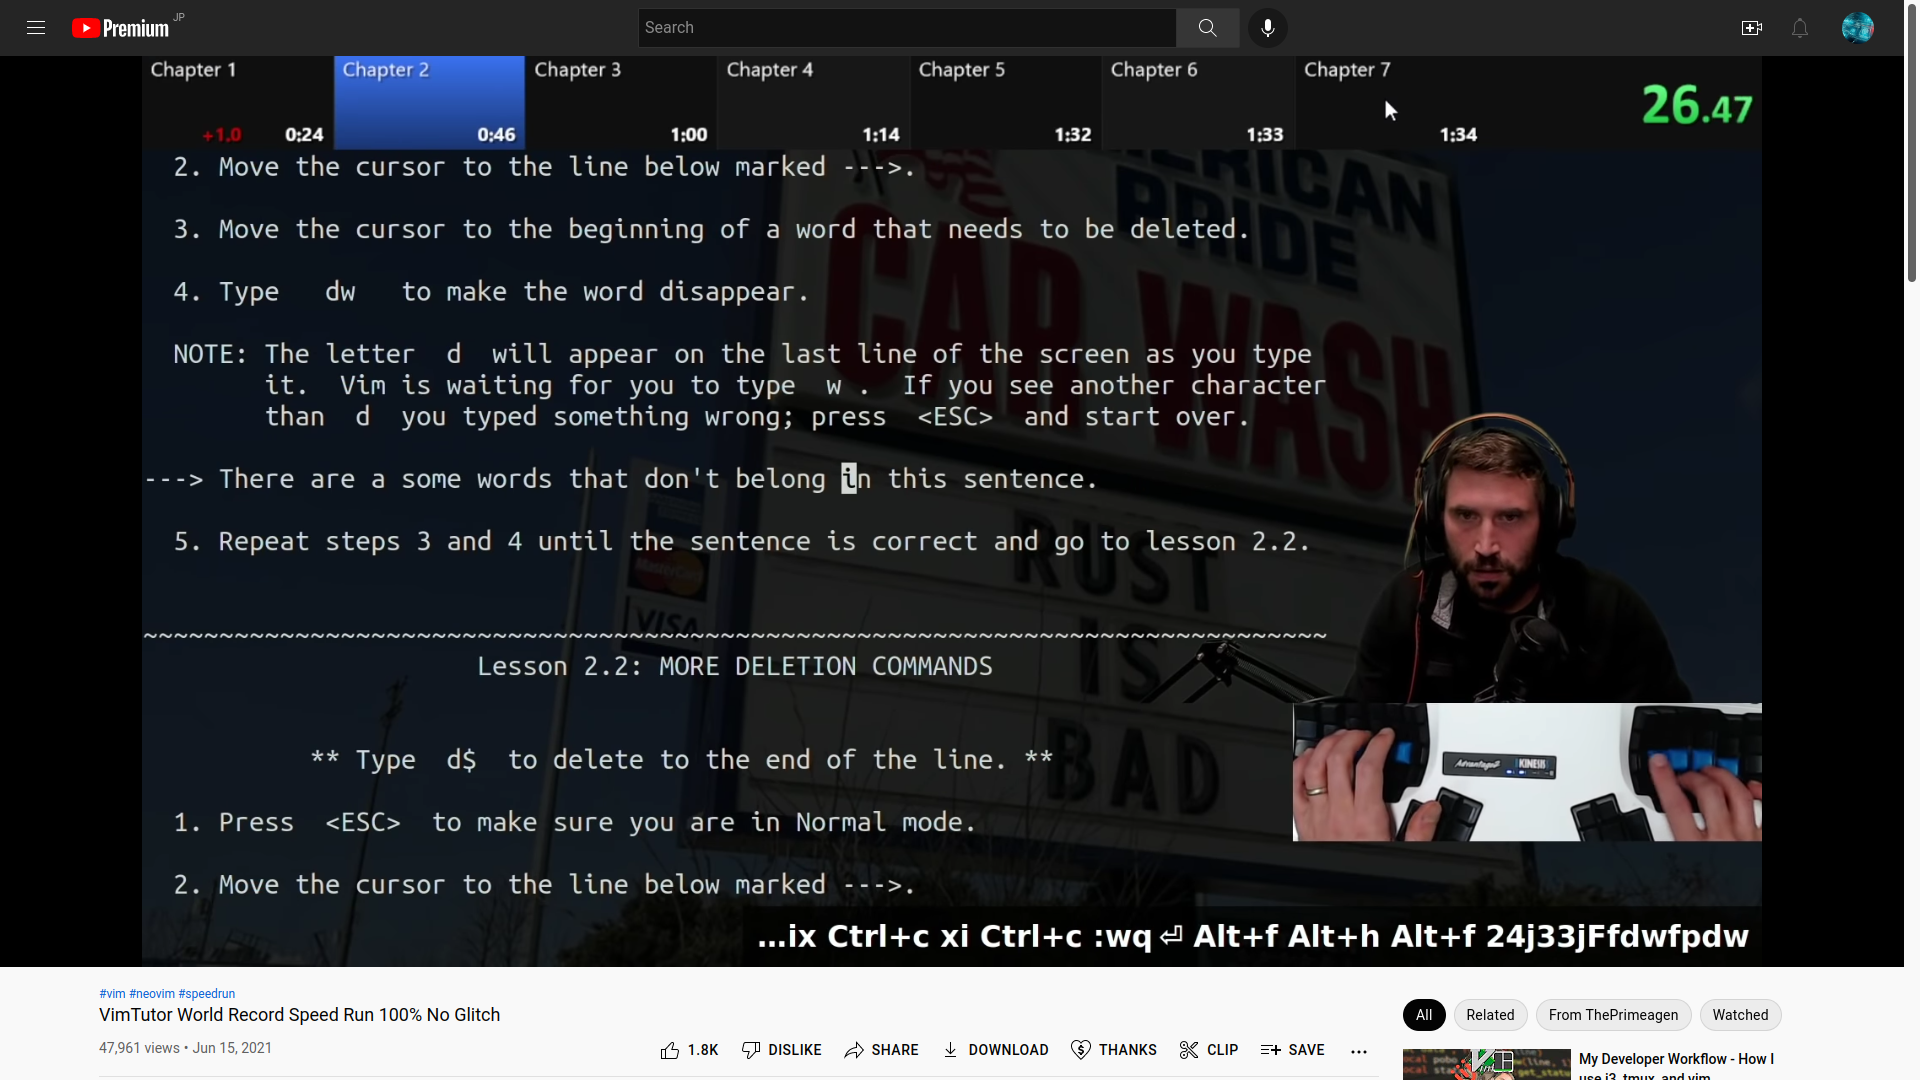 Premium JP
Search
Chapter 1
+1.0 0:24
Chapter 2
0:46
Chapter 3
1:00
Chapter 4
1:14
Chapter 5
1:32
Chapter 6
1:33
Chapter 7
1:34
26.47
2. Move the cursor to the line below marked --->.
3. Move the cursor to the beginning of a word that needs to be deleted.
4. Type dw to make the word disappear.
NOTE: The letter d will appear on the last line of the screen as you type
it. Vim is waiting for you to type w . If you see another character
than d you typed something wrong; press <ESC> and start over.
---> There are a some words that don't belong in this sentence.
5. Repeat steps 3 and 4 until the sentence is correct and go to lesson 2.2.
~~~~~~~~~~~~~~~~~~~~~~~~~~~~~~~~~~~~~~~~~~~~~~~~~~~~~~~~~~~~~~~~~~~~~~~~~~~~~~
Lesson 2.2: MORE DELETION COMMANDS
** Type d$ to delete to the end of the line. **
1. Press <ESC> to make sure you are in Normal mode.
2. Move the cursor to the line below marked --->.
AMERICAN
PRIDE
CAR WASH
MasterCard
VISA
RUST
IS
BAD
Advantage2 KINESIS
...ix Ctrl+c xi Ctrl+c :wq⏎ Alt+f Alt+h Alt+f 24j33jFfdwfpdw
#vim #neovim #speedrun
VimTutor World Record Speed Run 100% No Glitch
47,961 views • Jun 15, 2021
1.8K DISLIKE SHARE DOWNLOAD THANKS CLIP SAVE ...
All Related From ThePrimeagen Watched
My Developer Workflow - How I
use i3, tmux, and vim